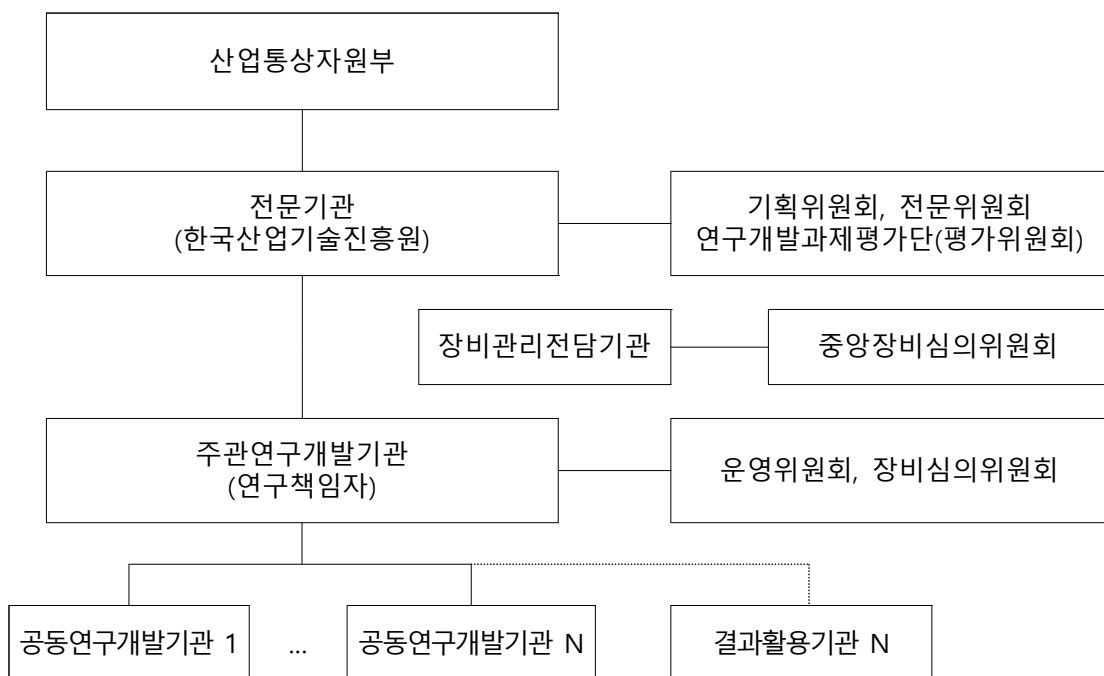 산업통상자원부
전문기관
(한국산업기술진흥원)
기획위원회, 전문위원회
연구개발과제평가단(평가위원회)
장비관리전담기관
중앙장비심의위원회
주관연구개발기관
(연구책임자)
운영위원회, 장비심의위원회
공동연구개발기관 1
...
공동연구개발기관 N
결과활용기관 N